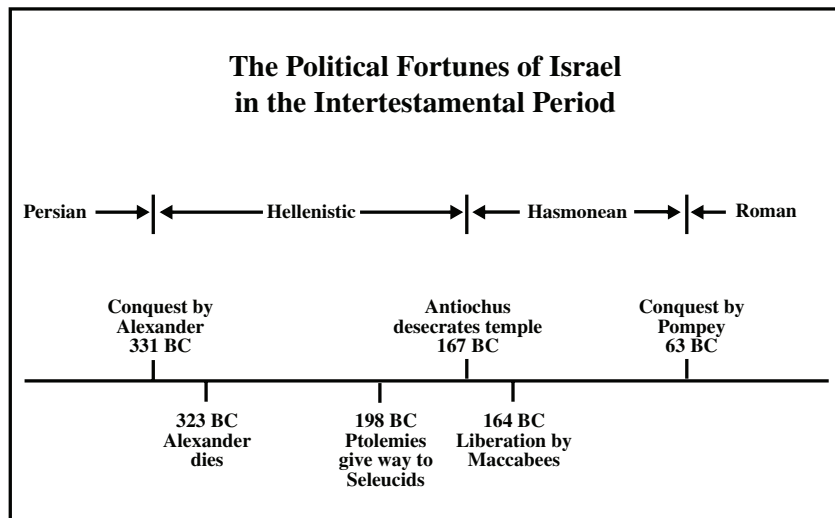 The Political Fortunes of Israel
in the Intertestamental Period
Persian
Hellenistic
Hasmonean
Roman
Conquest by
Alexander
331 BC
Antiochus
desecrates temple
167 BC
Conquest by
Pompey
63 BC
323 BC
Alexander
dies
198 BC
Ptolemies
give way to
Seleucids
164 BC
Liberation by
Maccabees